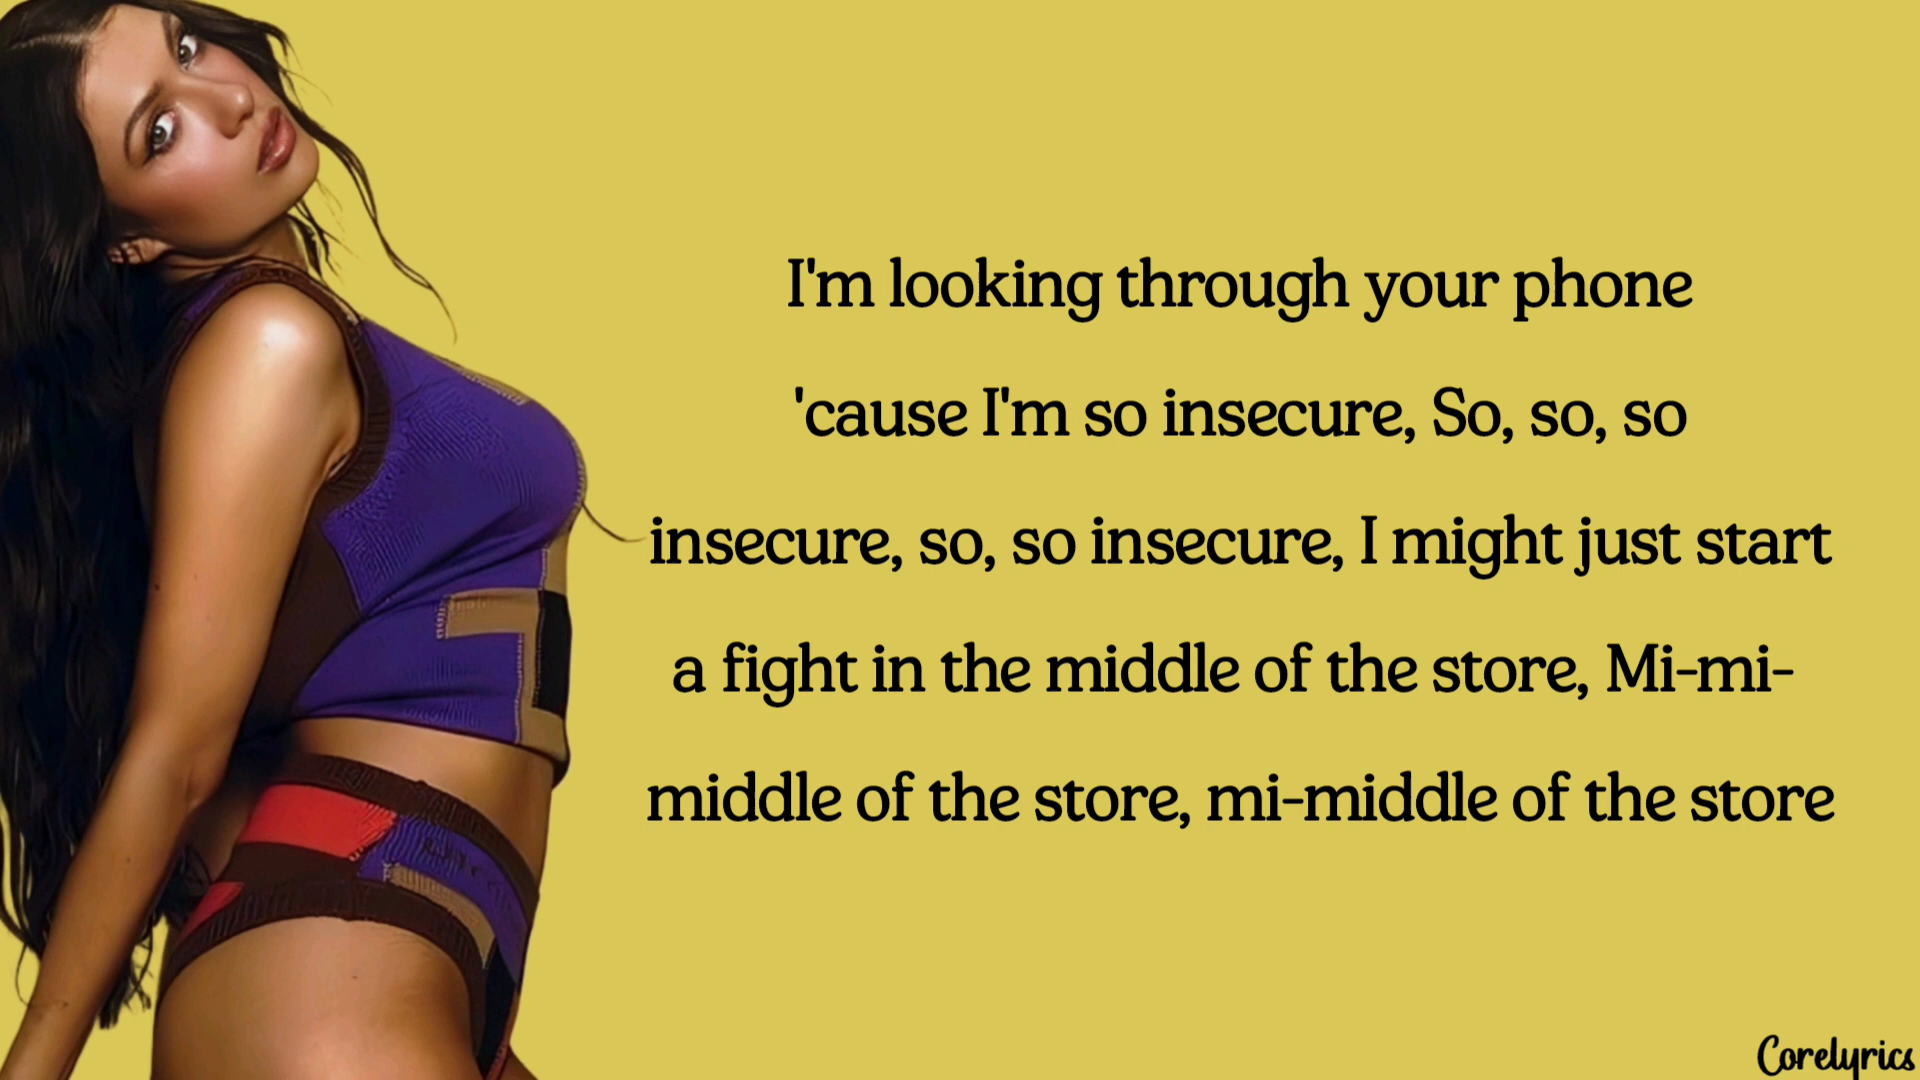 I'm looking through your phone
'cause I'm so insecure, So, so, so
insecure, so, so insecure, I might just start
a fight in the middle of the store, Mi-mi-
middle of the store, mi-middle of the store
Corelyrics